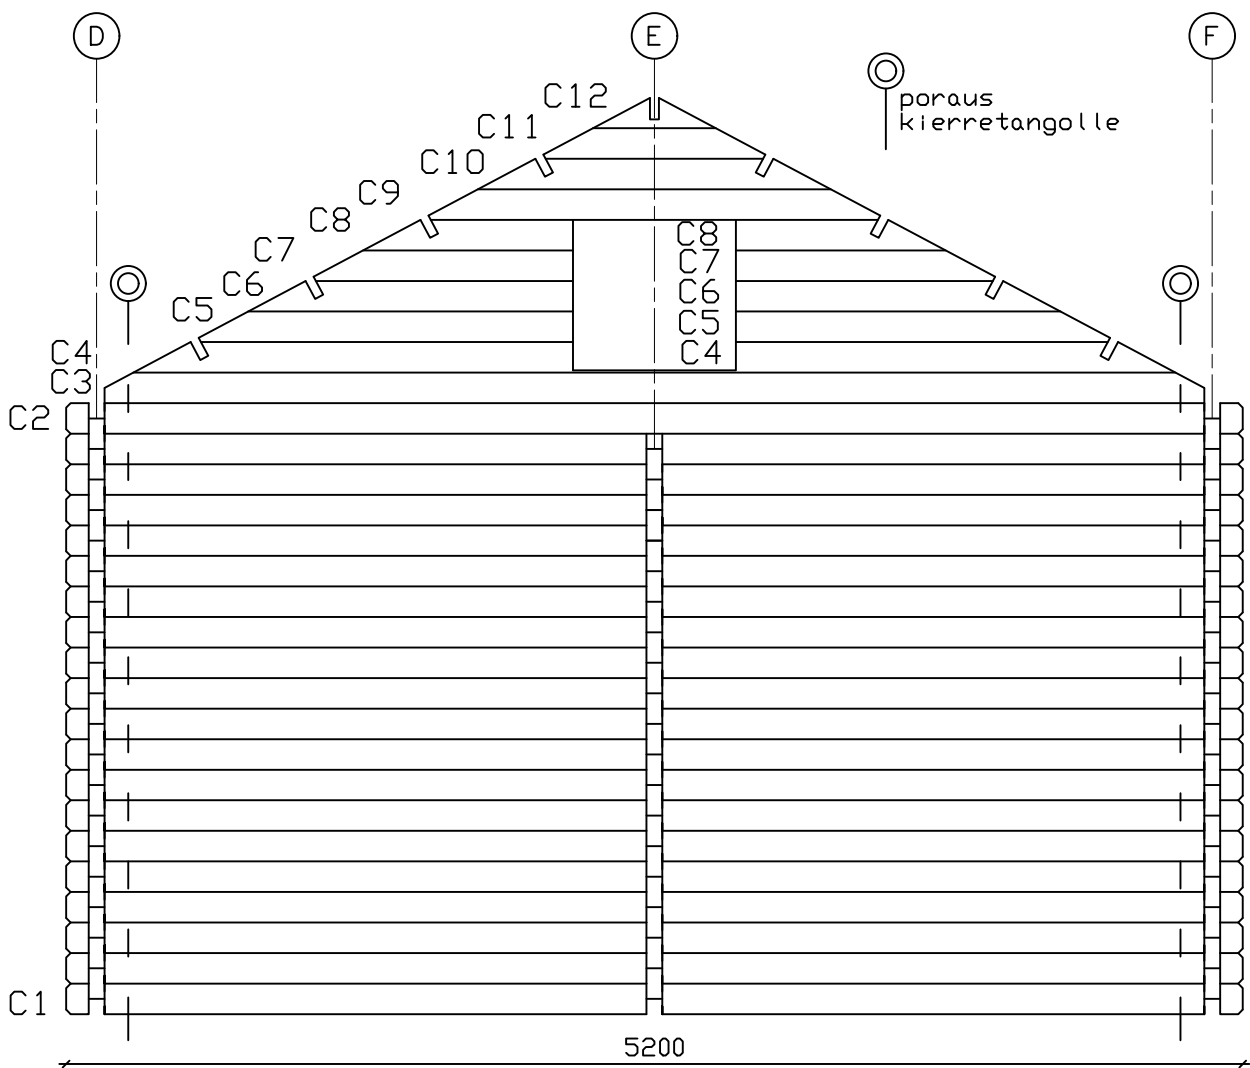 D
E
F
poraus
kierretangolle
C12
C11
C10
C9
C8
C7
C6
C5
C4
C3
C2
C1
C8
C7
C6
C5
C4
5200